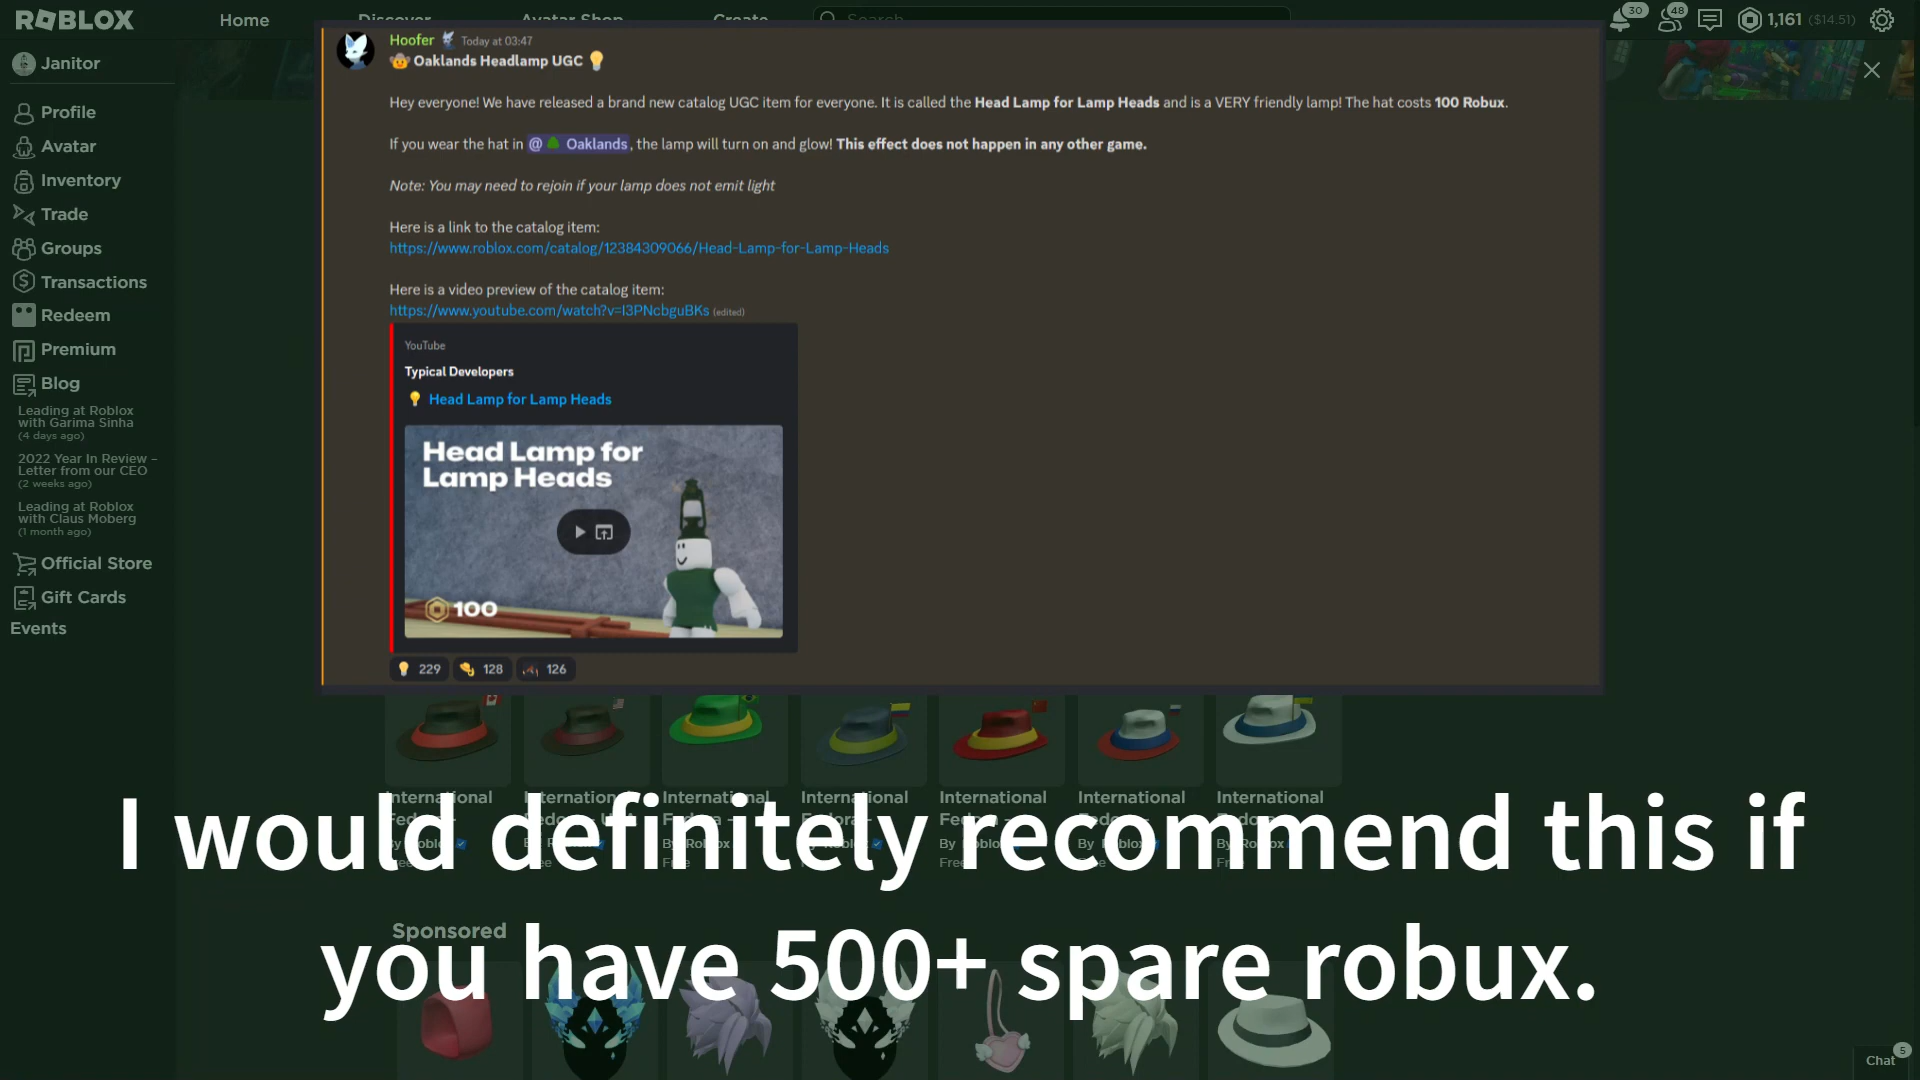 ROBLOX
Home
Discover
Avatar Shop
Create
Search
30
48
1,161
($14.51)
Janitor
Profile
Avatar
Inventory
Trade
Groups
Transactions
Redeem
Premium
Blog
Leading at Roblox
with Garima Sinha
(4 days ago)
2022 Year In Review –
Letter from our CEO
(2 weeks ago)
Leading at Roblox
with Claus Moberg
(1 month ago)
Official Store
Gift Cards
Events
Hoofer Today at 03:47
🤠 Oaklands Headlamp UGC 💡
Hey everyone! We have released a brand new catalog UGC item for everyone. It is called the Head Lamp for Lamp Heads and is a VERY friendly lamp! The hat costs 100 Robux.
If you wear the hat in @🌲 Oaklands, the lamp will turn on and glow! This effect does not happen in any other game.
Note: You may need to rejoin if your lamp does not emit light
Here is a link to the catalog item:
https://www.roblox.com/catalog/12384309066/Head-Lamp-for-Lamp-Heads
Here is a video preview of the catalog item:
https://www.youtube.com/watch?v=I3PNcbguBKs (edited)
YouTube
Typical Developers
💡 Head Lamp for Lamp Heads
Head Lamp for
Lamp Heads
100
229
128
126
International
International
International
International
International
International
International
I would definitely recommend this if
you have 500+ spare robux.
Sponsored
Chat
5